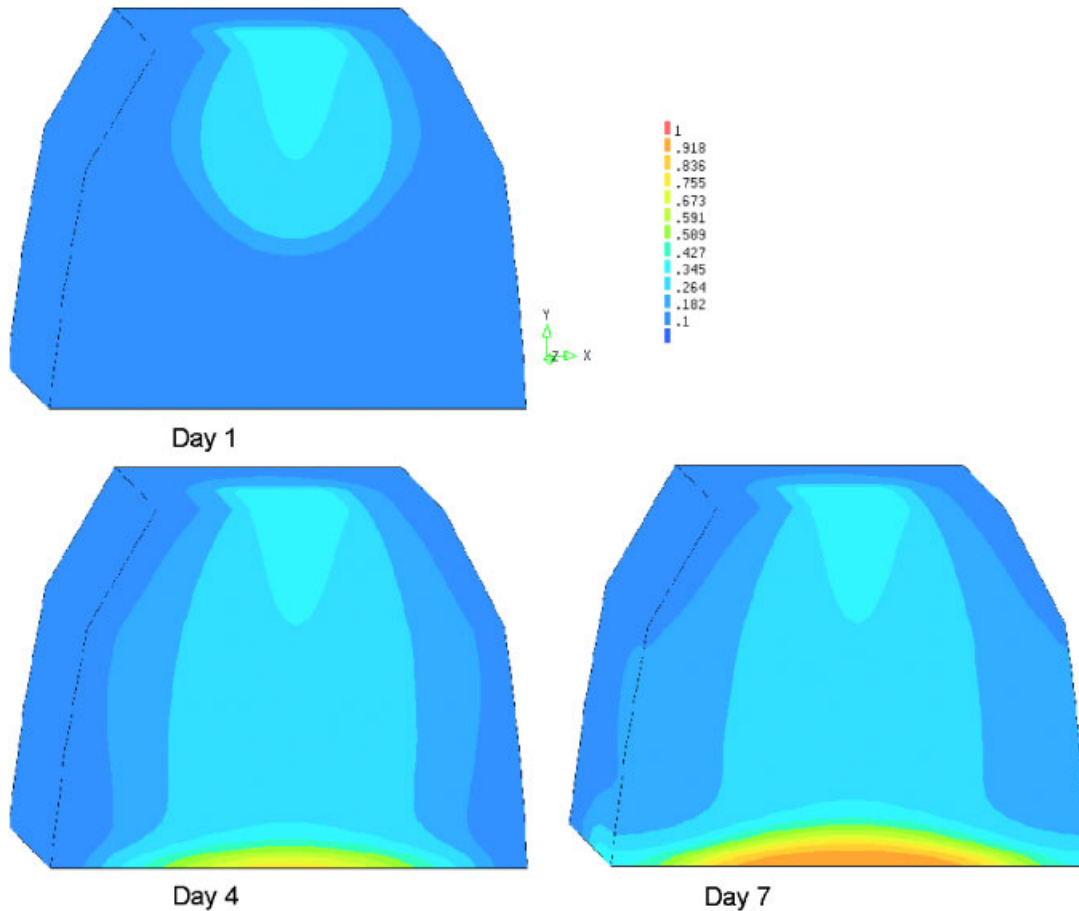 1
.918
.836
.755
.673
.591
.509
.427
.345
.264
.182
.1
Y
Z X
Day 1
Day 4
Day 7